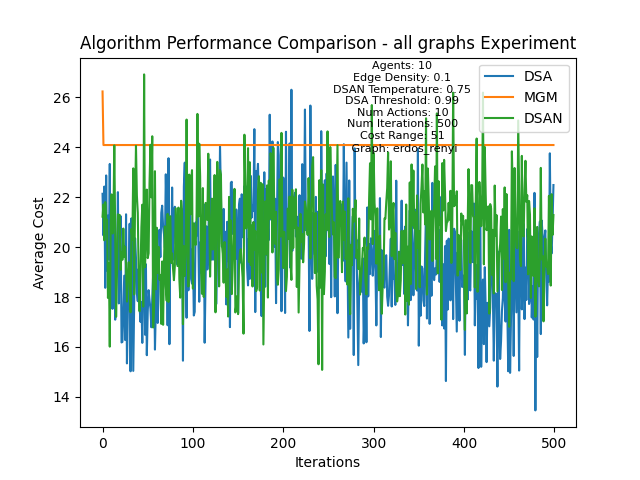 Algorithm Performance Comparison - all graphs Experiment
Agents: 10
Edge Density: 0.1
DSAN Temperature: 0.75
DSA Threshold: 0.99
Num Actions: 10
Num Iterations: 500
Cost Range: 51
Graph: erdos_renyi
DSA
MGM
DSAN
Average Cost
26
24
22
20
18
16
14
0
100
200
300
400
500
Iterations